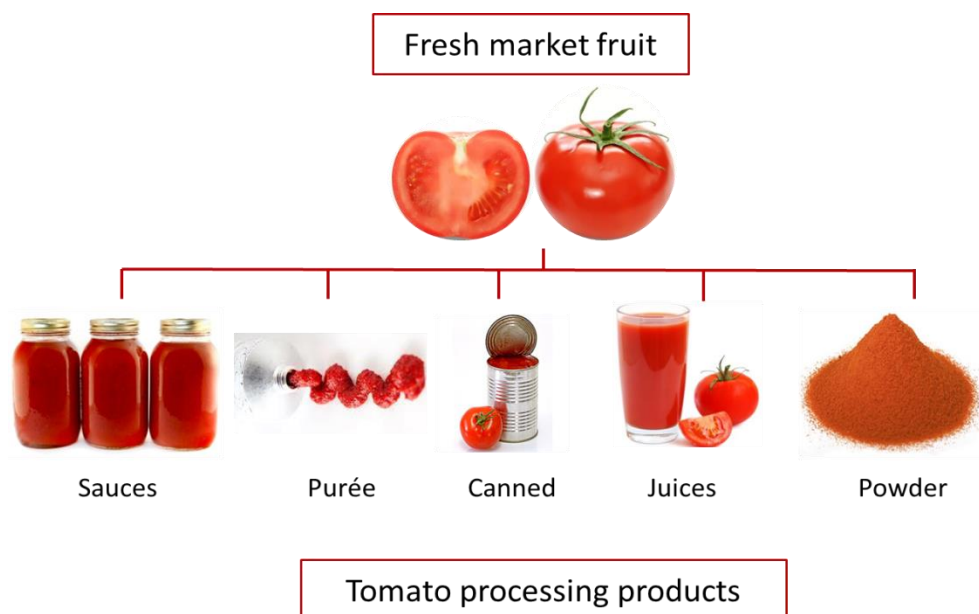 Fresh market fruit
Sauces
Purée
Canned
Juices
Powder
Tomato processing products